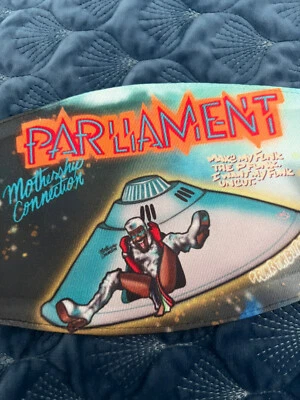 PARLIAMENT
Mothership
Connection
MAKE MY FUNK
THE P-FUNK
I WANT MY FUNK
UNCUT.